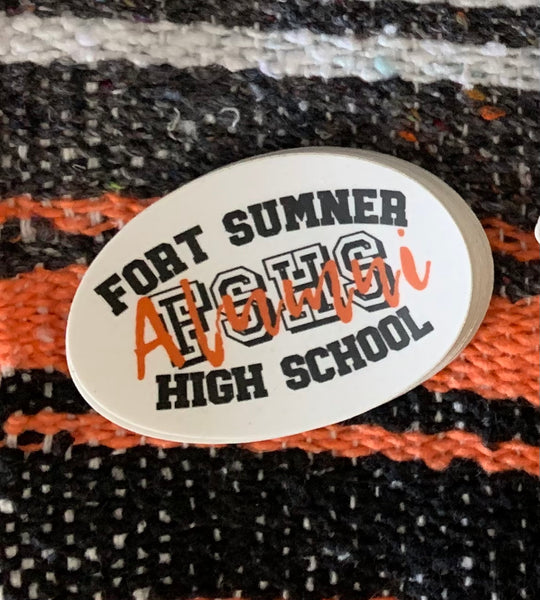 FORT SUMNER
FSHS
Alumni
HIGH SCHOOL